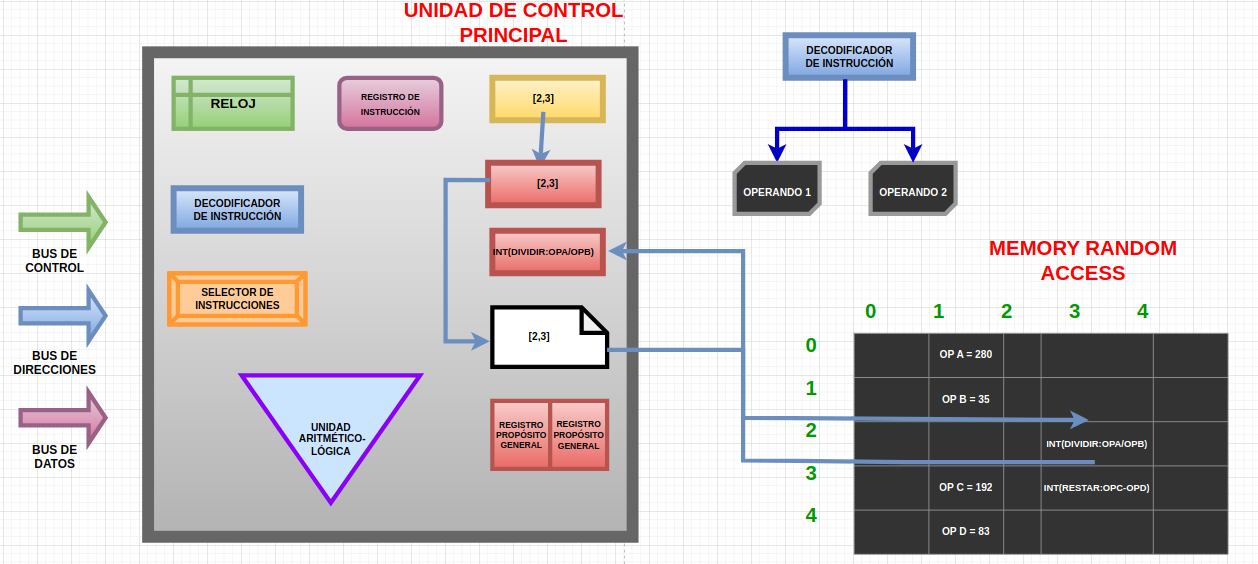 UNIDAD DE CONTROL
PRINCIPAL
RELOJ
REGISTRO DE
INSTRUCCIÓN
[2,3]
[2,3]
DECODIFICADOR
DE INSTRUCCIÓN
INT(DIVIDIR:OPA/OPB)
SELECTOR DE
INSTRUCCIONES
[2,3]
UNIDAD
ARITMÉTICO-
LÓGICA
REGISTRO
PROPÓSITO
GENERAL
REGISTRO
PROPÓSITO
GENERAL
BUS DE
CONTROL
BUS DE
DIRECCIONES
BUS DE
DATOS
DECODIFICADOR
DE INSTRUCCIÓN
OPERANDO 1
OPERANDO 2
MEMORY RANDOM
ACCESS
0 1 2 3 4
0
OP A = 280
1
OP B = 35
2
INT(DIVIDIR:OPA/OPB)
3
OP C = 192
INT(RESTAR:OPC-OPD)
4
OP D = 83